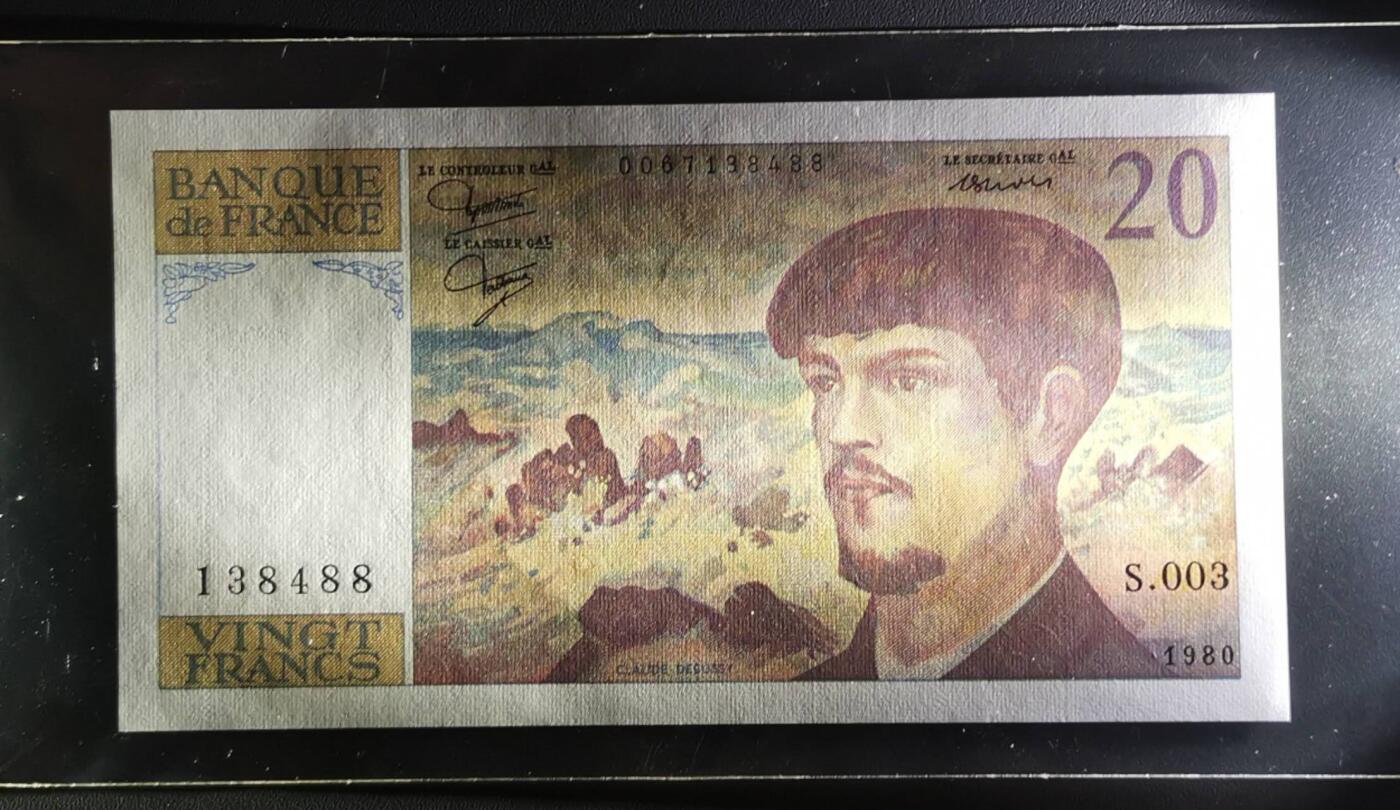 BANQUE
de FRANCE
LE CONTROLEUR GAL
LE CAISSIER GAL
0067138488
LE SECRÉTAIRE GAL
20
138488
VINGT
FRANCS
CLAUDE DEBUSSY
S.003
1980